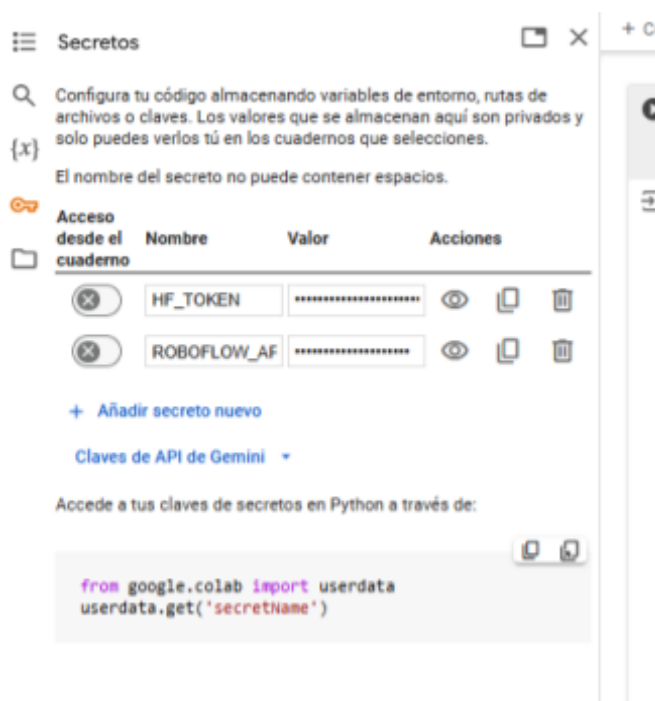 Secretos
+ C
Configura tu código almacenando variables de entorno, rutas de
archivos o claves. Los valores que se almacenan aquí son privados y
solo puedes verlos tú en los cuadernos que selecciones.
{x}
El nombre del secreto no puede contener espacios.
Acceso
desde el
cuaderno
Nombre
Valor
Acciones
HF_TOKEN
••••••••••••••••••••••
ROBOFLOW_AF
••••••••••••••••••••
+ Añadir secreto nuevo
Claves de API de Gemini
Accede a tus claves de secretos en Python a través de:
from google.colab import userdata
userdata.get('secretName')